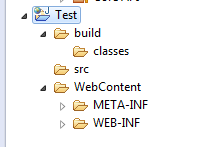 Test
build
classes
src
WebContent
META-INF
WEB-INF